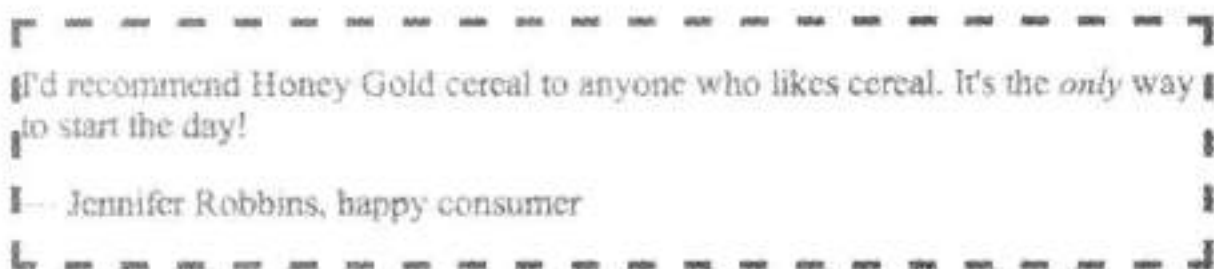 I'd recommend Honey Gold cereal to anyone who likes cereal. It's the only way
to start the day!
— Jennifer Robbins, happy consumer